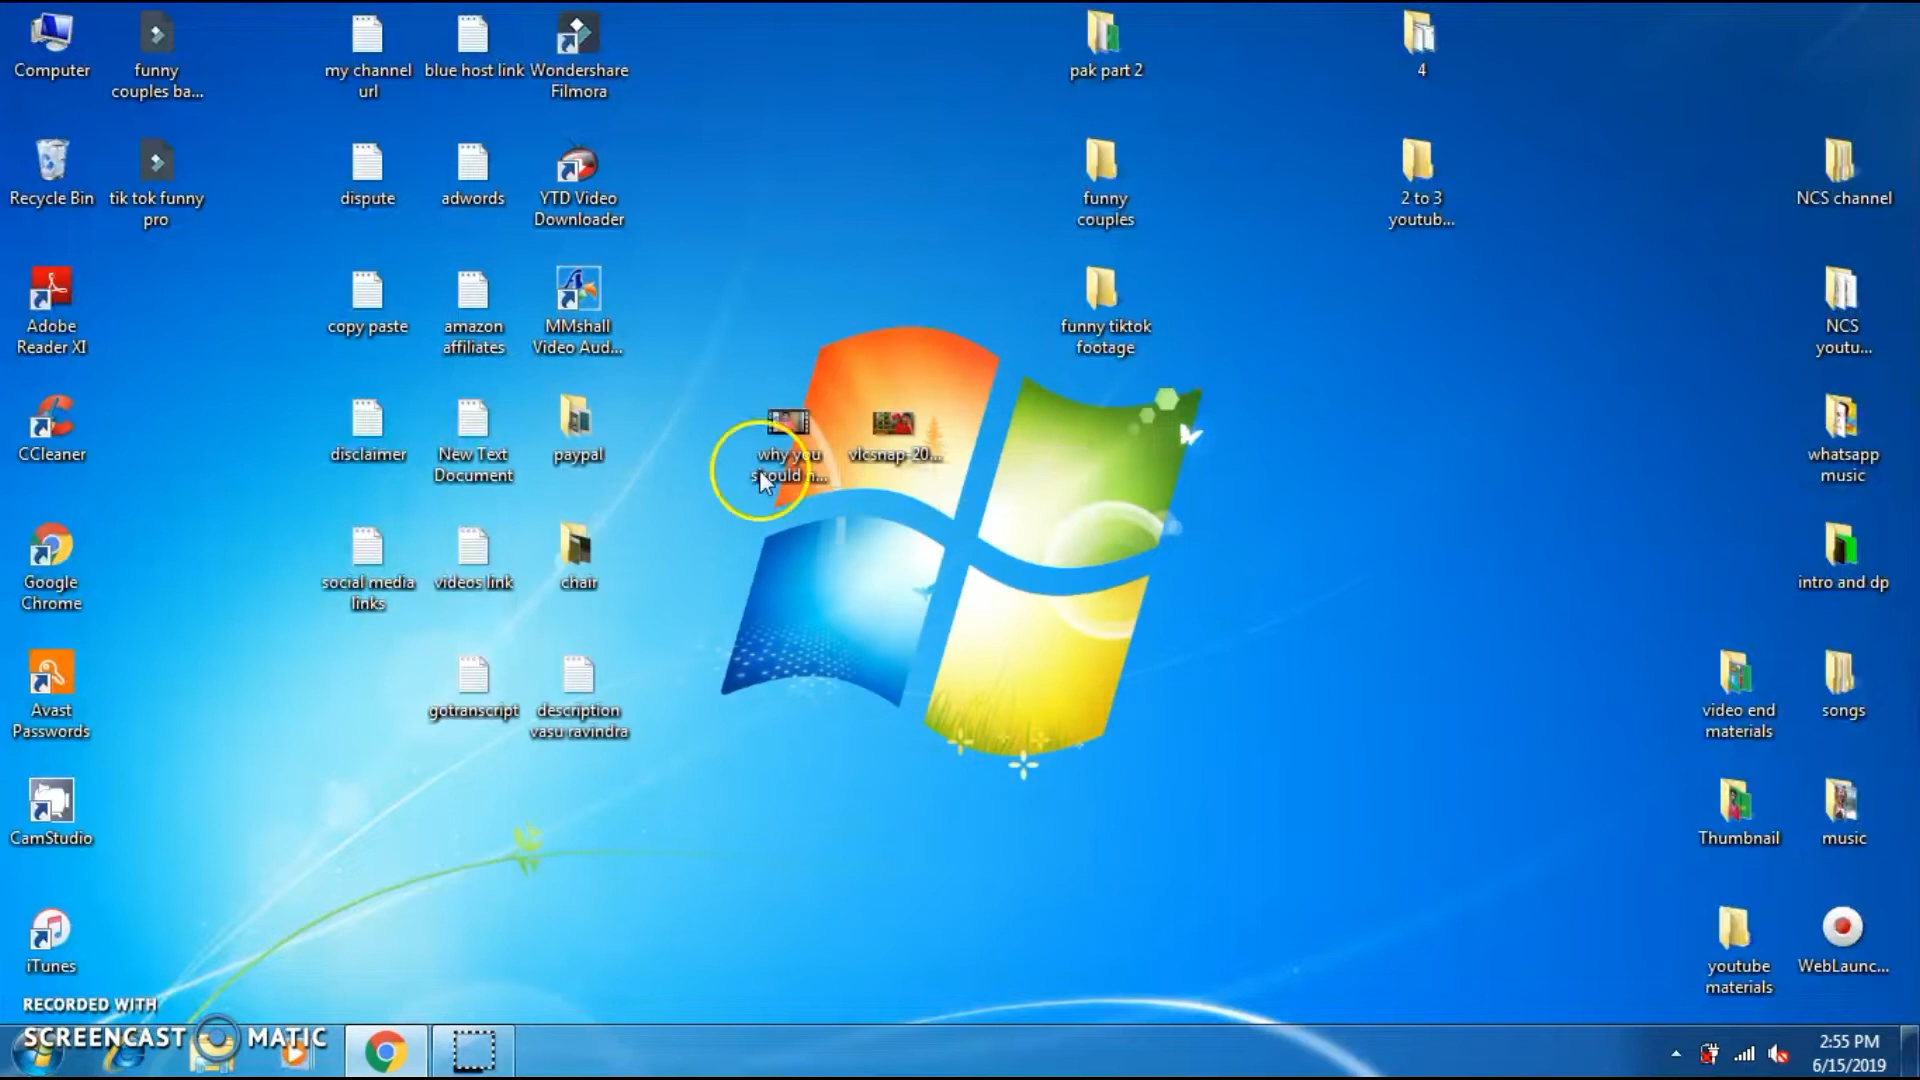 Computer
funny
couples ba...
my channel
url
blue host link
Wondershare
Filmora
pak part 2
4
Recycle Bin
tik tok funny
pro
dispute
adwords
YTD Video
Downloader
funny
couples
2 to 3
youtub...
NCS channel
Adobe
Reader XI
copy paste
amazon
affiliates
MMshall
Video Aud...
funny tiktok
footage
NCS
youtu...
CCleaner
disclaimer
New Text
Document
paypal
why you
should n...
vlcsnap-20...
whatsapp
music
Google
Chrome
social media
links
videos link
chair
intro and dp
Avast
Passwords
gotranscript
description
vasu ravindra
video end
materials
songs
CamStudio
Thumbnail
music
iTunes
youtube
materials
WebLaunc...
RECORDED WITH
SCREENCAST MATIC
2:55 PM
6/15/2019